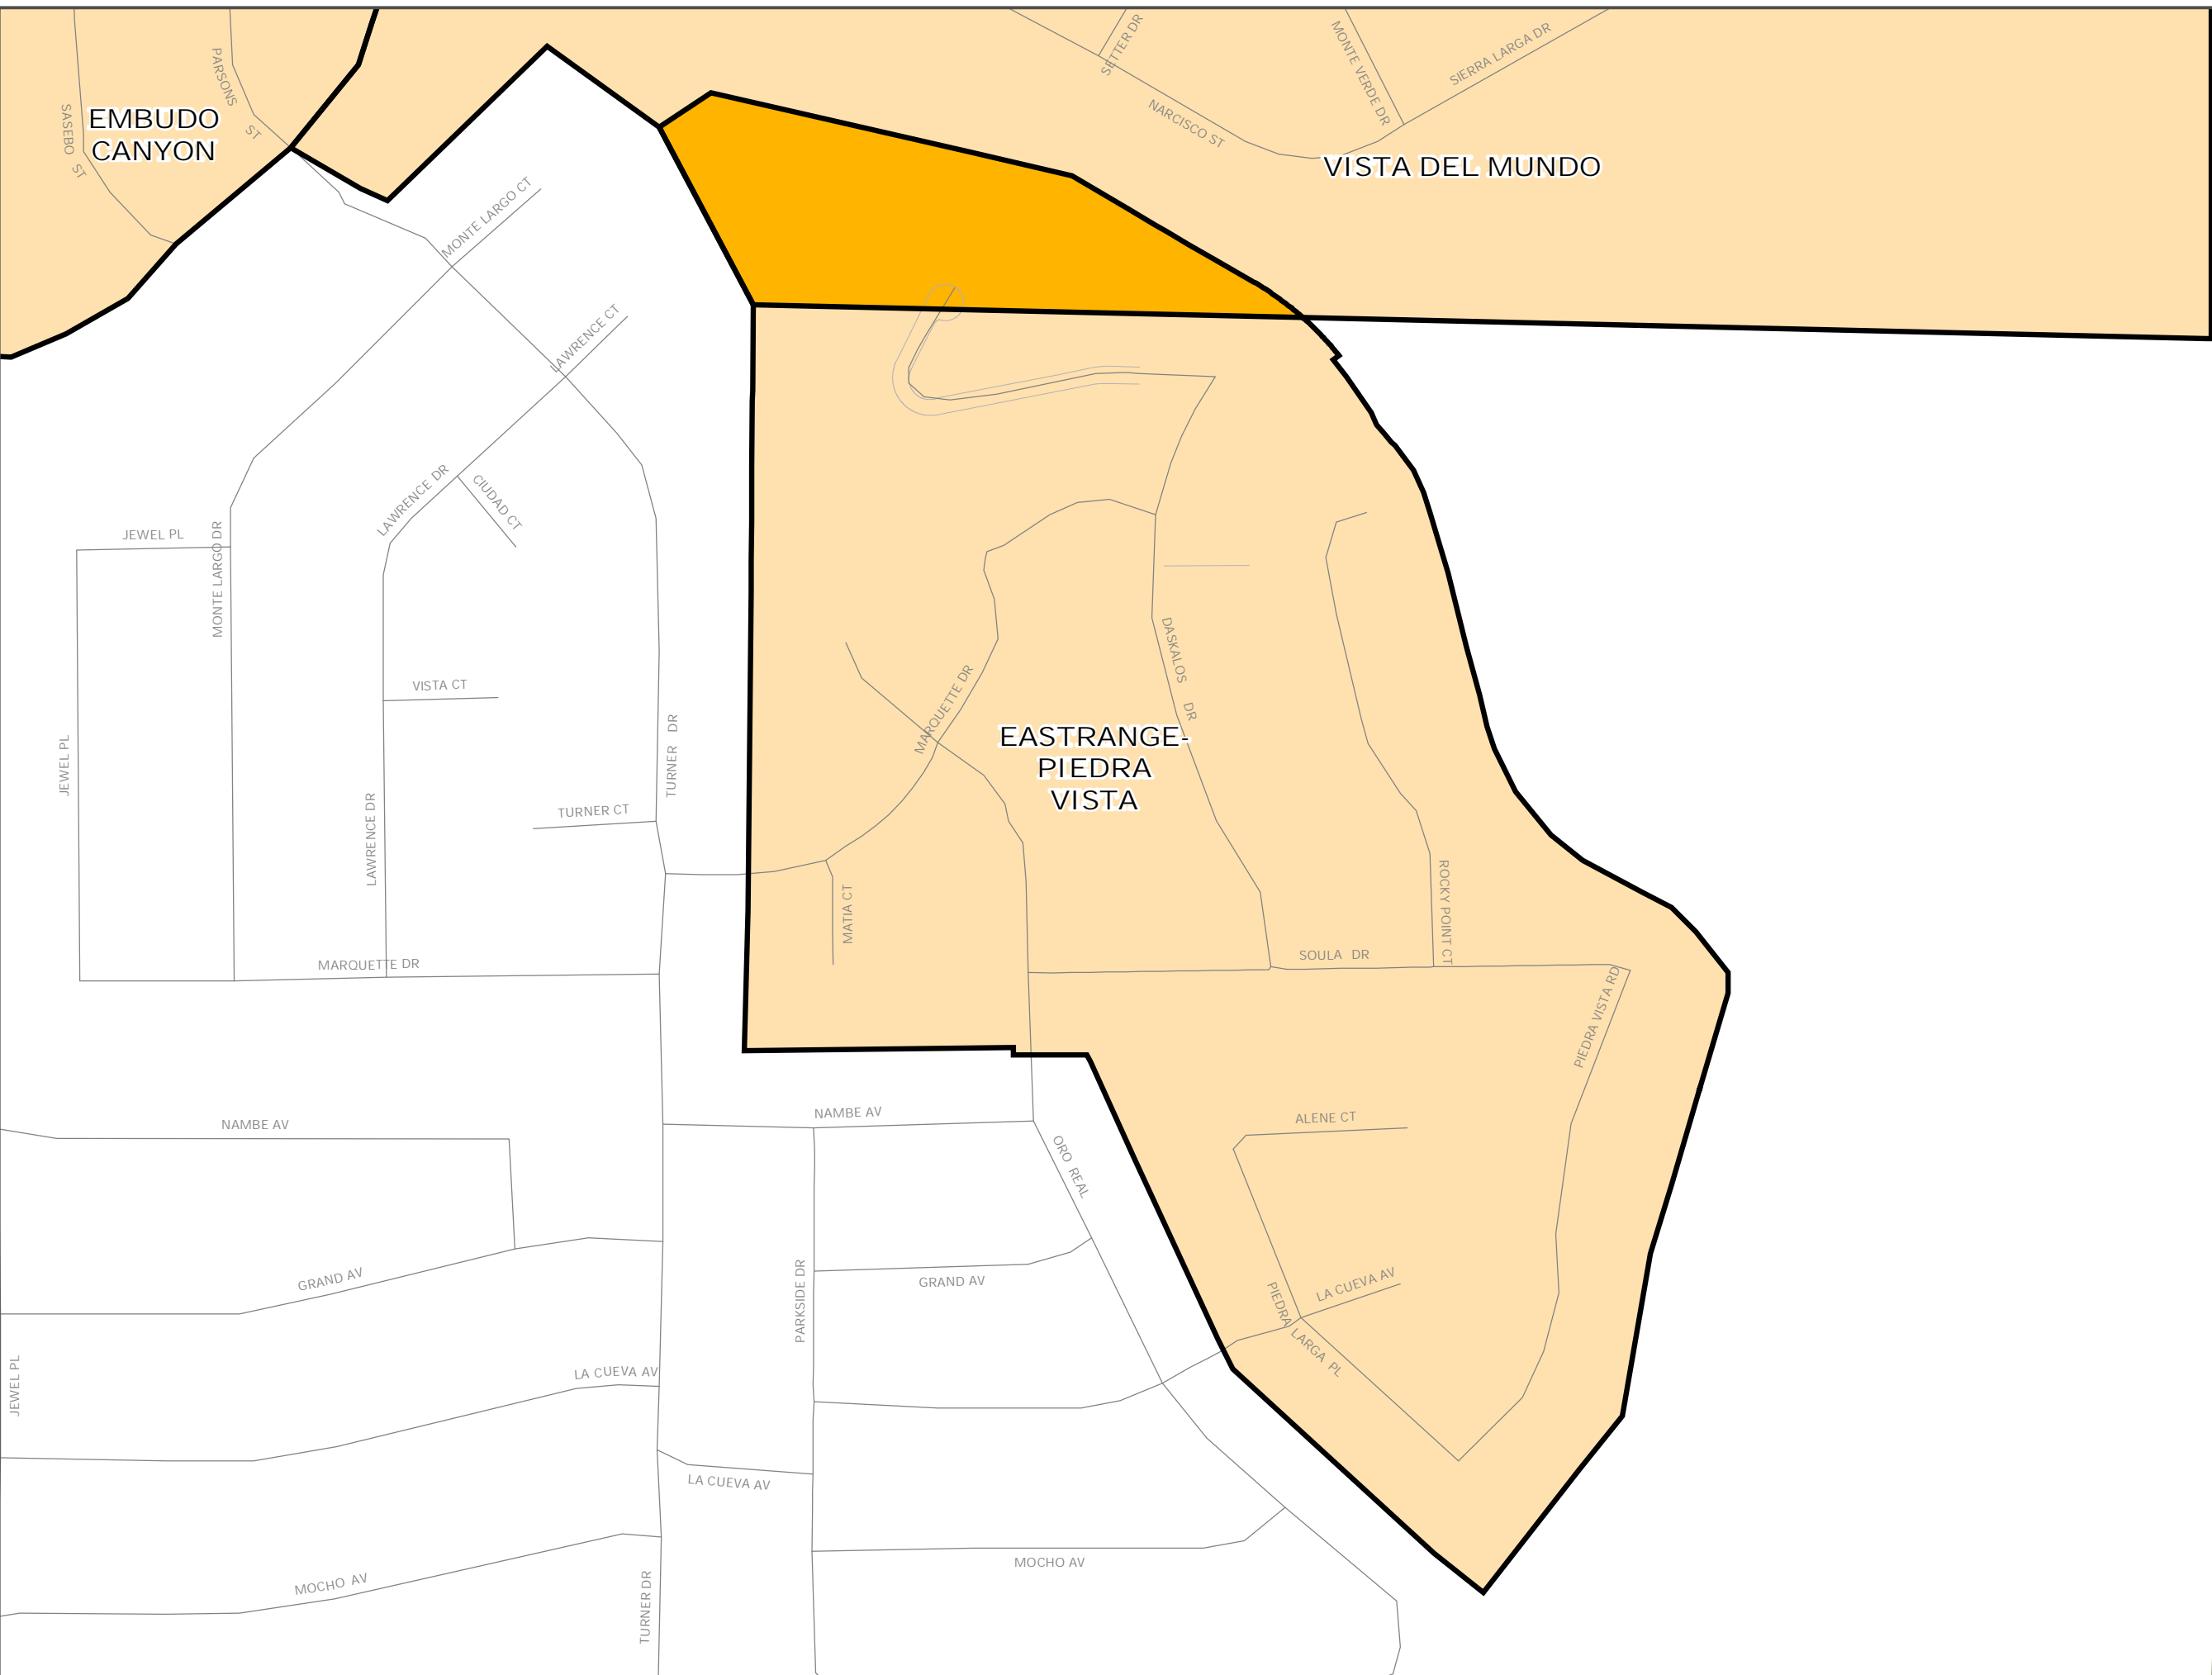 SETTER DR
MONTE VERDE DR
SIERRA LARGA DR
NARCISO ST
VISTA DEL MUNDO
PARSONS ST
SASEBO ST
EMBUDO
CANYON
MONTE LARGO CT
LAWRENCE CT
LAWRENCE DR
CIUDAD CT
JEWEL PL
MONTE LARGO DR
VISTA CT
JEWEL PL
TURNER DR
TURNER CT
LAWRENCE DR
MARQUETTE DR
DASKALOS DR
MARQUETTE DR
EASTRANGE-
PIEDRA
VISTA
MATIA CT
ROCKY POINT CT
SOULA DR
PIEDRA VISTA RD
NAMBE AV
NAMBE AV
ORO REAL
ALENE CT
GRAND AV
GRAND AV
PARKSIDE DR
LA CUEVA AV
PIEDRA LARGA PL
JEWEL PL
LA CUEVA AV
LA CUEVA AV
MOCHO AV
MOCHO AV
TURNER DR